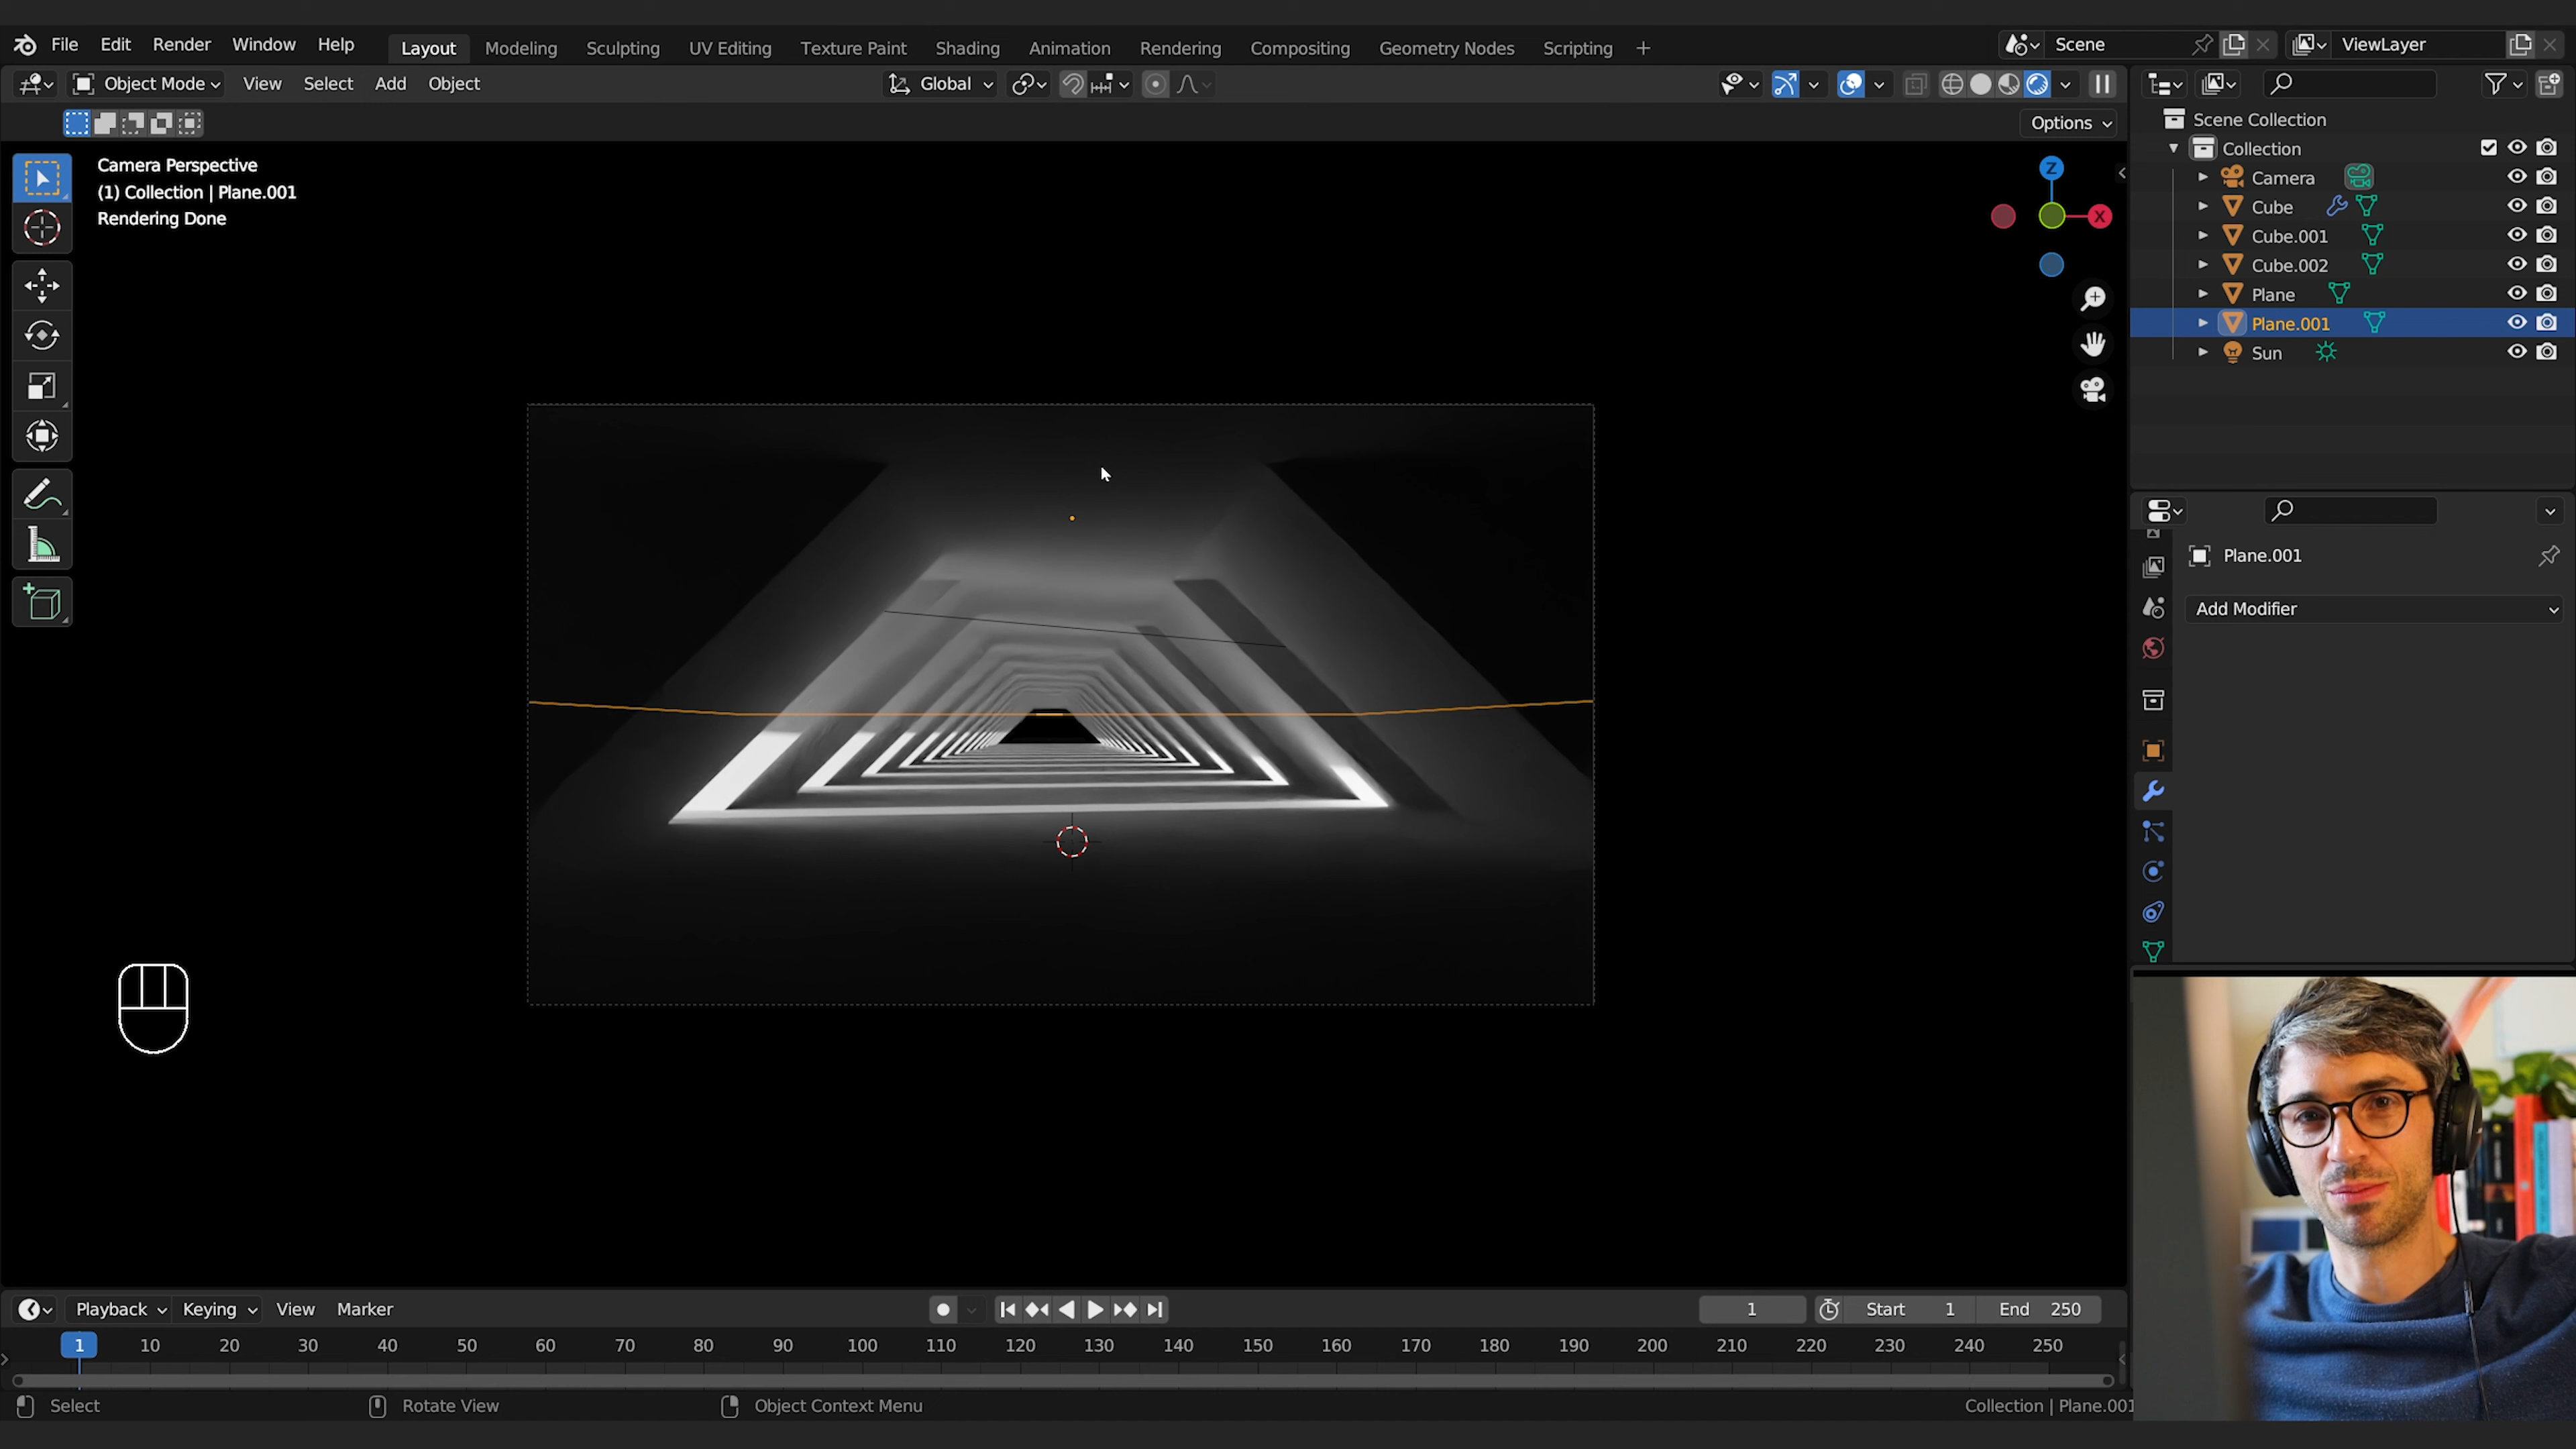 File Edit Render Window Help Layout Modeling Sculpting UV Editing Texture Paint Shading Animation Rendering Compositing Geometry Nodes Scripting + Scene ViewLayer
Object Mode View Select Add Object Global
Options
Camera Perspective
(1) Collection | Plane.001
Rendering Done
Z
X
Scene Collection
Collection
Camera
Cube
Cube.001
Cube.002
Plane
Plane.001
Sun
Plane.001
Add Modifier
Playback Keying View Marker 1 Start 1 End 250
1 10 20 30 40 50 60 70 80 90 100 110 120 130 140 150 160 170 180 190 200 210 220 230 240 250
Select Rotate View Object Context Menu Collection | Plane.001